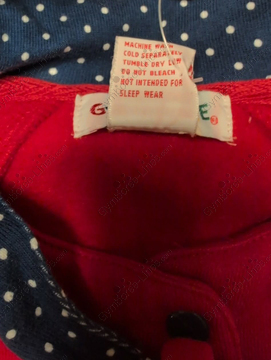 MACHINE WASH
COLD SEPARATELY
TUMBLE DRY LOW
DO NOT BLEACH
NOT INTENDED FOR
SLEEP WEAR
G
E®